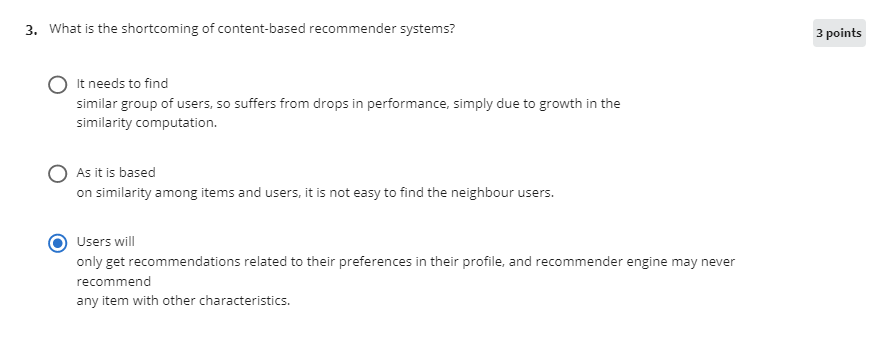 3. What is the shortcoming of content-based recommender systems?
3 points
It needs to find
similar group of users, so suffers from drops in performance, simply due to growth in the
similarity computation.
As it is based
on similarity among items and users, it is not easy to find the neighbour users.
Users will
only get recommendations related to their preferences in their profile, and recommender engine may never
recommend
any item with other characteristics.